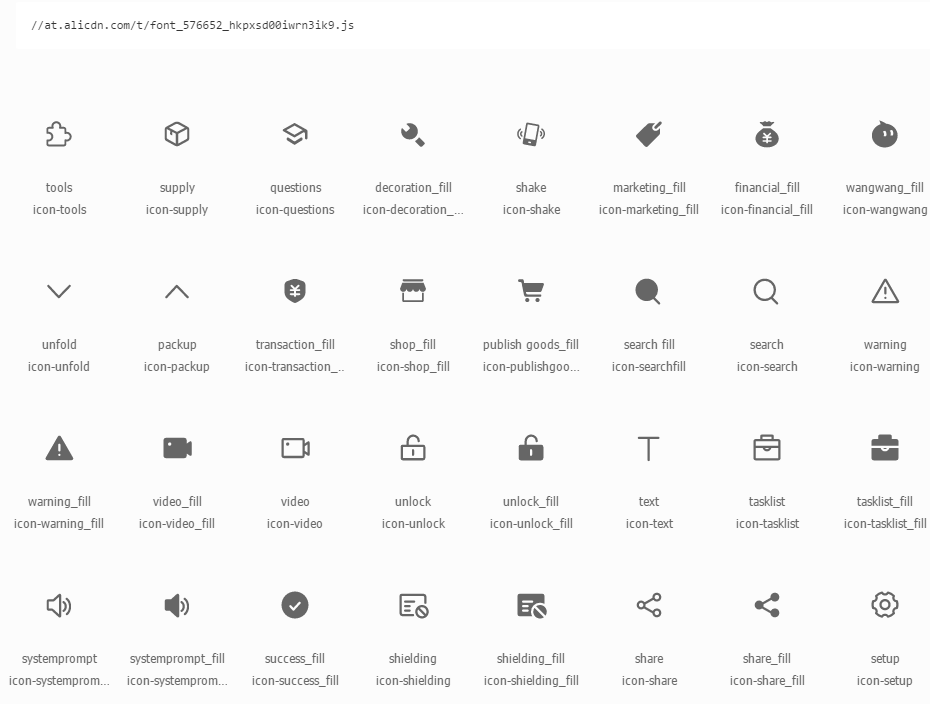 //at.alicdn.com/t/font_576652_hkpxsd00iwrn3ik9.js
tools supply questions decoration_fill shake marketing_fill financial_fill wangwang_fill
icon-tools icon-supply icon-questions icon-decoration_... icon-shake icon-marketing_fill icon-financial_fill icon-wangwang
unfold packup transaction_fill shop_fill publish goods_fill search fill search warning
icon-unfold icon-packup icon-transaction_.. icon-shop_fill icon-publishgoo... icon-searchfill icon-search icon-warning
warning_fill video_fill video unlock unlock_fill text tasklist tasklist_fill
icon-warning_fill icon-video_fill icon-video icon-unlock icon-unlock_fill icon-text icon-tasklist icon-tasklist_fill
systemprompt systemprompt_fill success_fill shielding shielding_fill share share_fill setup
icon-systemprom... icon-systemprom... icon-success_fill icon-shielding icon-shielding_fill icon-share icon-share_fill icon-setup